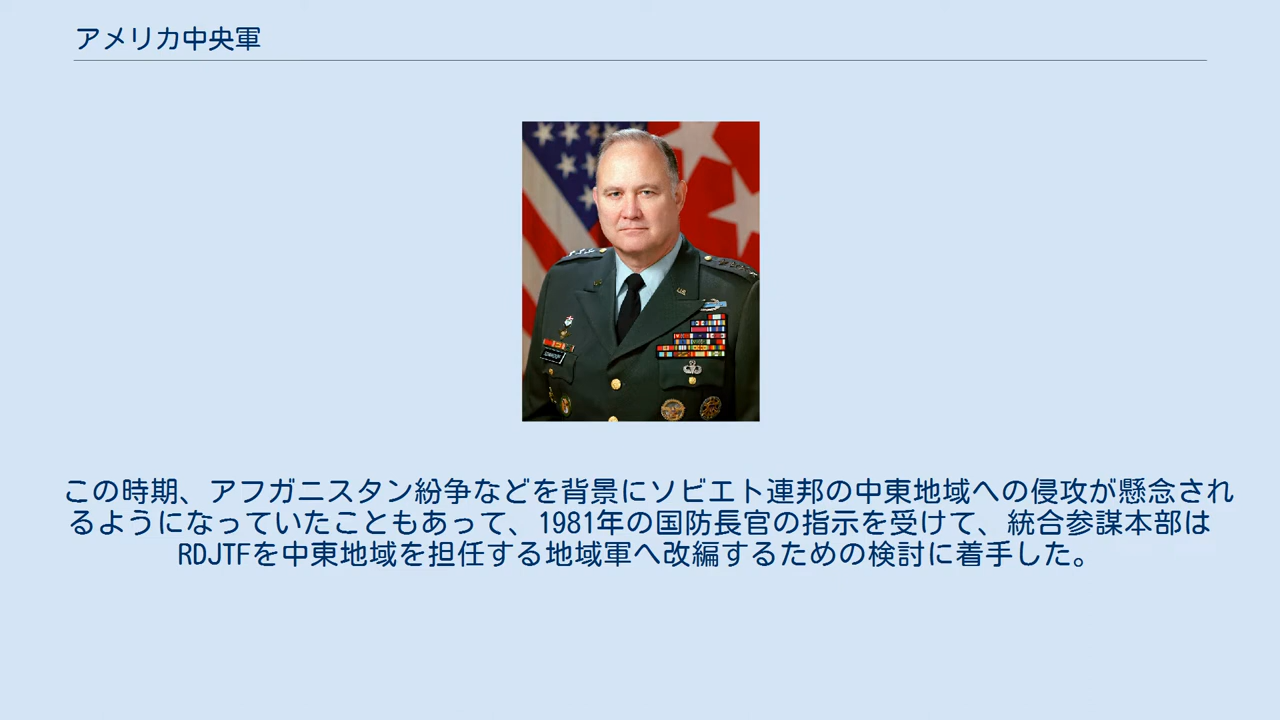 アメリカ中央軍
この時期、アフガニスタン紛争などを背景にソビエト連邦の中東地域への侵攻が懸念され
るようになっていたこともあって、1981年の国防長官の指示を受けて、統合参謀本部は
RDJTFを中東地域を担任する地域軍へ改編するための検討に着手した。